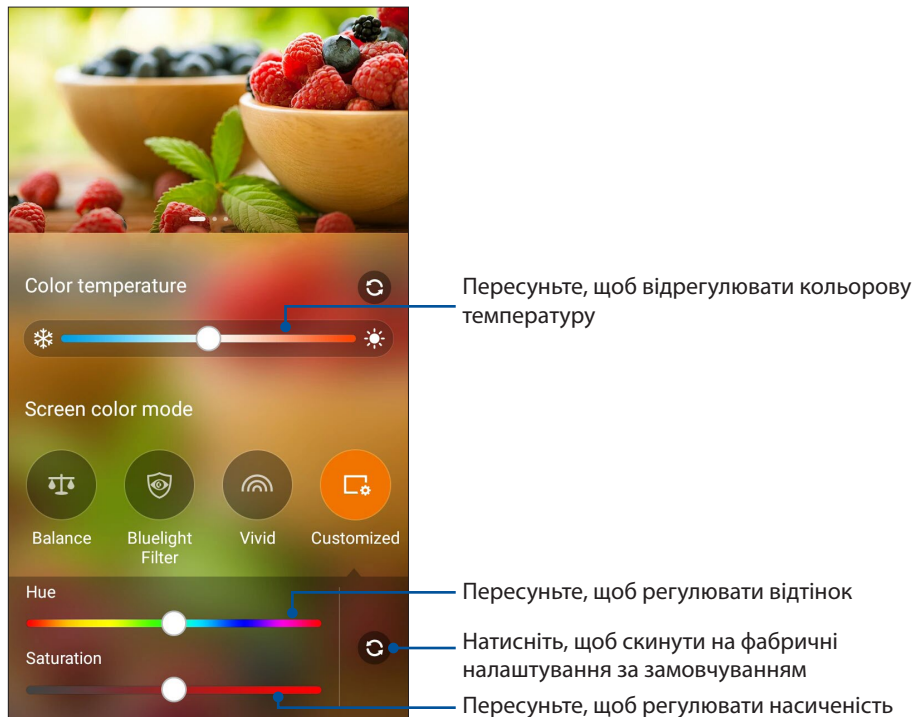 Color temperature
Пересуньте, щоб відрегулювати кольорову
температуру
Screen color mode
Balance
Bluelight
Filter
Vivid
Customized
Hue
Пересуньте, щоб регулювати відтінок
Натисніть, щоб скинути на фабричні
налаштування за замовчуванням
Saturation
Пересуньте, щоб регулювати насиченість